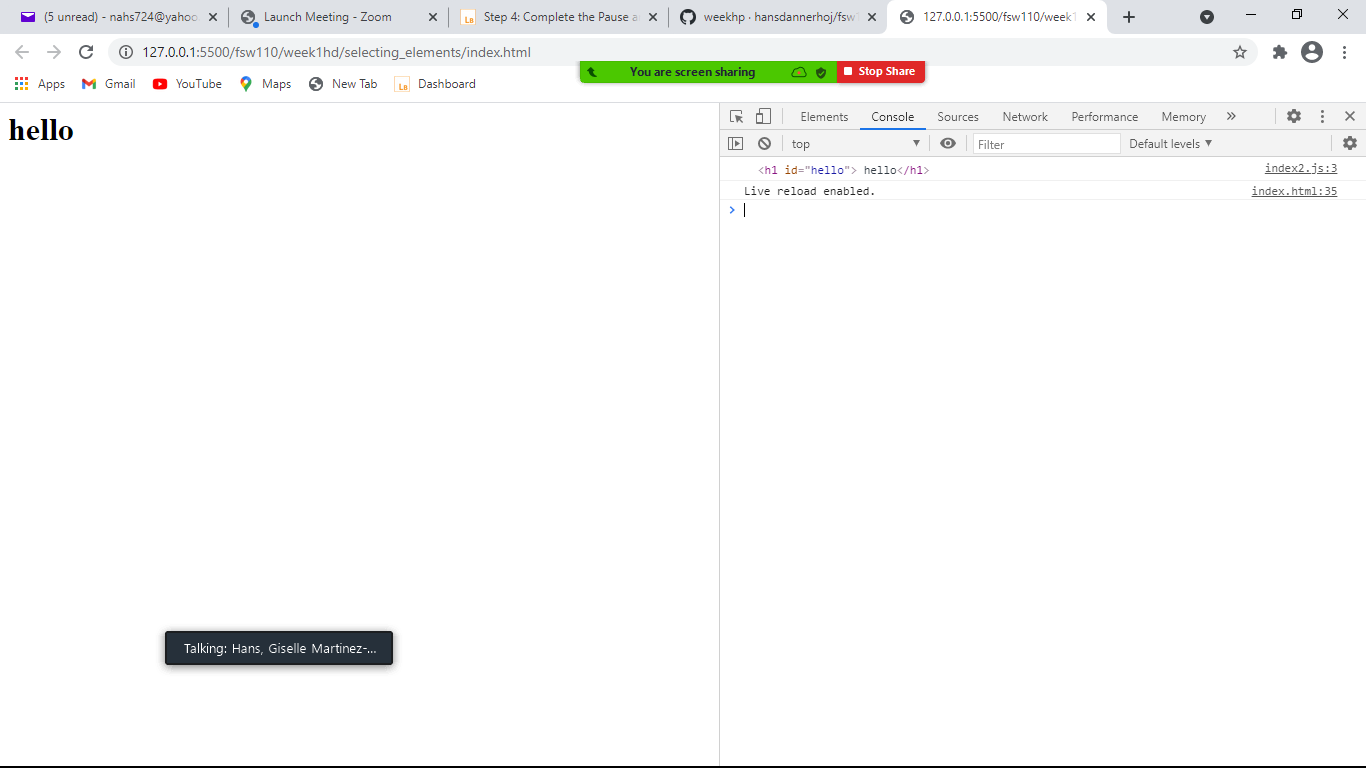 (5 unread) - nahs724@yahoo
Launch Meeting - Zoom
Step 4: Complete the Pause a
weekhp · hansdannerhoj/fsw1
127.0.0.1:5500/fsw110/week1
127.0.0.1:5500/fsw110/week1hd/selecting_elements/index.html
You are screen sharing
Stop Share
Apps
Gmail
YouTube
Maps
New Tab
Dashboard
hello
Elements Console Sources Network Performance Memory »
top
Filter
Default levels
<h1 id="hello"> hello</h1>
index2.js:3
Live reload enabled.
index.html:35
Talking: Hans, Giselle Martinez-...